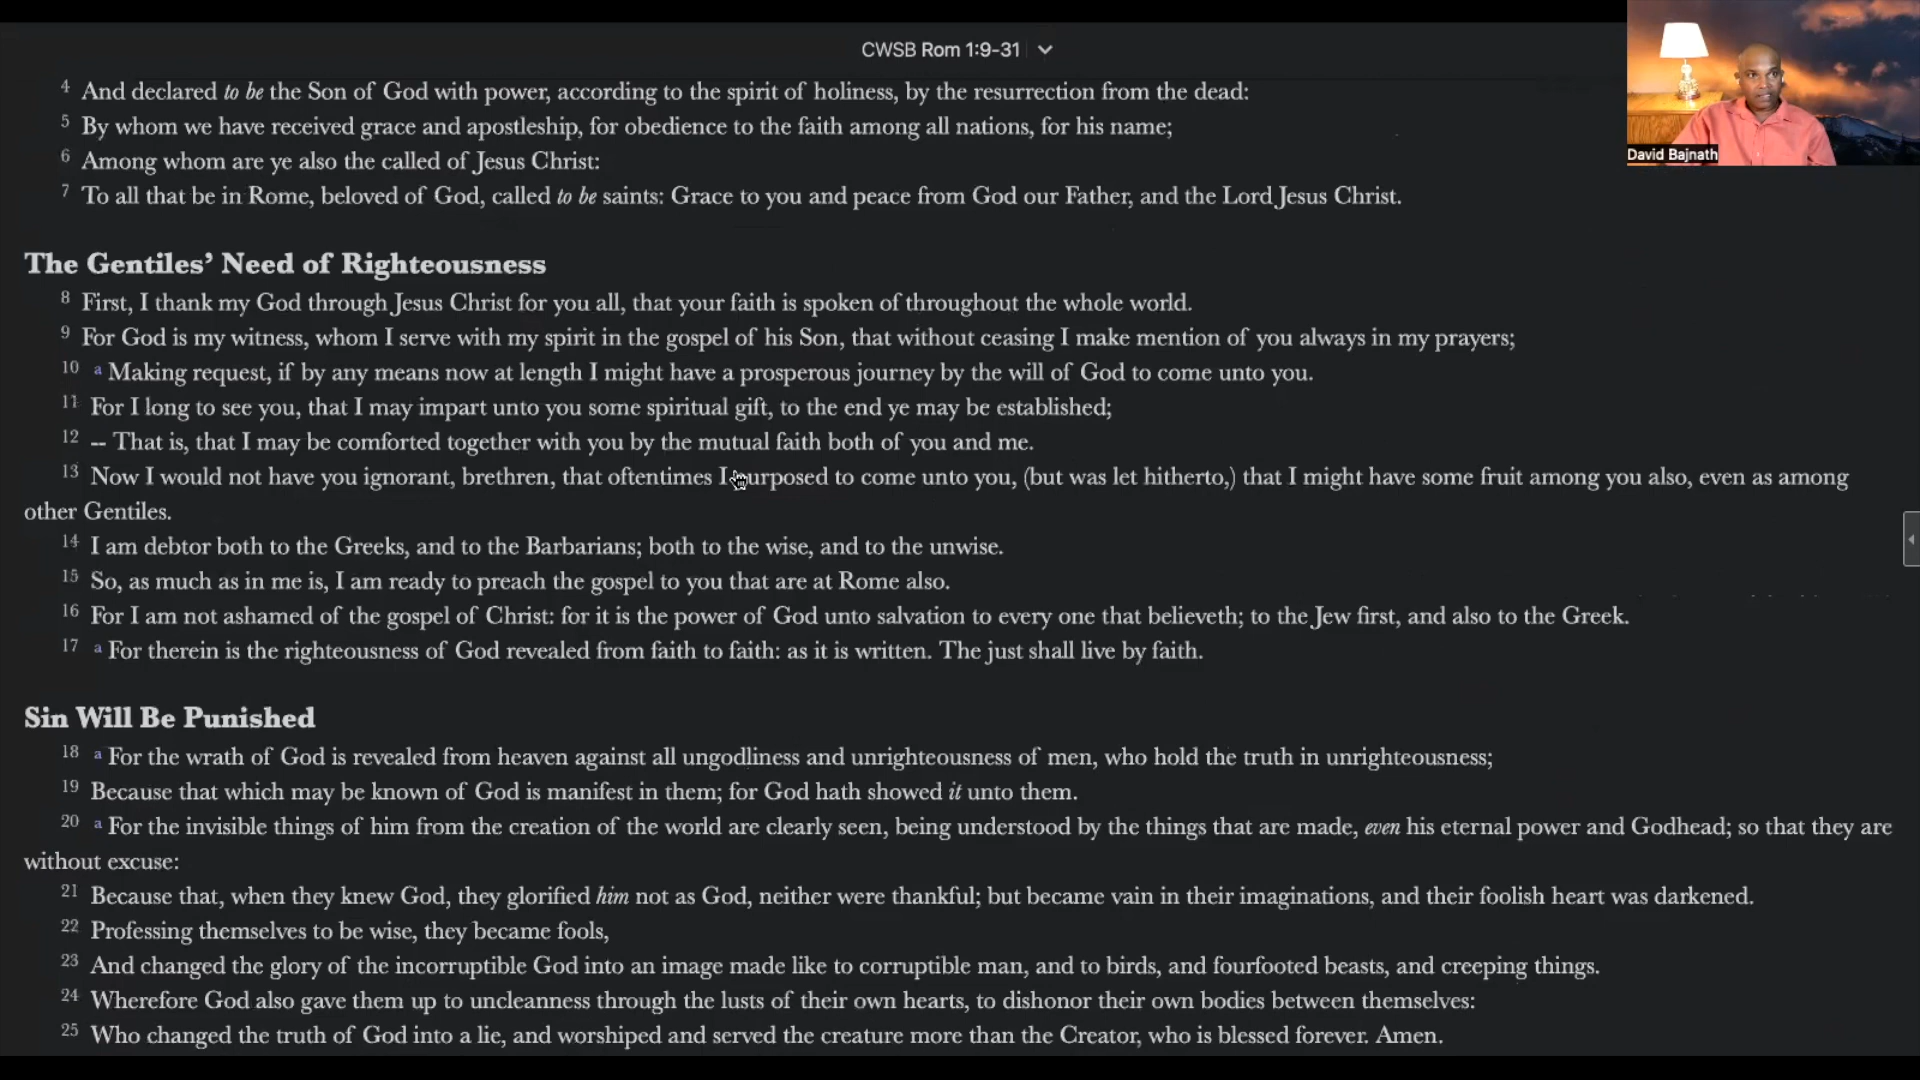 CWSB Rom 1:9-31
David Bajnath
4 And declared to be the Son of God with power, according to the spirit of holiness, by the resurrection from the dead:
5 By whom we have received grace and apostleship, for obedience to the faith among all nations, for his name;
6 Among whom are ye also the called of Jesus Christ:
7 To all that be in Rome, beloved of God, called to be saints: Grace to you and peace from God our Father, and the Lord Jesus Christ.
The Gentiles’ Need of Righteousness
8 First, I thank my God through Jesus Christ for you all, that your faith is spoken of throughout the whole world.
9 For God is my witness, whom I serve with my spirit in the gospel of his Son, that without ceasing I make mention of you always in my prayers;
10 a Making request, if by any means now at length I might have a prosperous journey by the will of God to come unto you.
11 For I long to see you, that I may impart unto you some spiritual gift, to the end ye may be established;
12 -- That is, that I may be comforted together with you by the mutual faith both of you and me.
13 Now I would not have you ignorant, brethren, that oftentimes I purposed to come unto you, (but was let hitherto,) that I might have some fruit among you also, even as among
other Gentiles.
14 I am debtor both to the Greeks, and to the Barbarians; both to the wise, and to the unwise.
15 So, as much as in me is, I am ready to preach the gospel to you that are at Rome also.
16 For I am not ashamed of the gospel of Christ: for it is the power of God unto salvation to every one that believeth; to the Jew first, and also to the Greek.
17 a For therein is the righteousness of God revealed from faith to faith: as it is written. The just shall live by faith.
Sin Will Be Punished
18 a For the wrath of God is revealed from heaven against all ungodliness and unrighteousness of men, who hold the truth in unrighteousness;
19 Because that which may be known of God is manifest in them; for God hath showed it unto them.
20 a For the invisible things of him from the creation of the world are clearly seen, being understood by the things that are made, even his eternal power and Godhead; so that they are
without excuse:
21 Because that, when they knew God, they glorified him not as God, neither were thankful; but became vain in their imaginations, and their foolish heart was darkened.
22 Professing themselves to be wise, they became fools,
23 And changed the glory of the incorruptible God into an image made like to corruptible man, and to birds, and fourfooted beasts, and creeping things.
24 Wherefore God also gave them up to uncleanness through the lusts of their own hearts, to dishonor their own bodies between themselves:
25 Who changed the truth of God into a lie, and worshiped and served the creature more than the Creator, who is blessed forever. Amen.